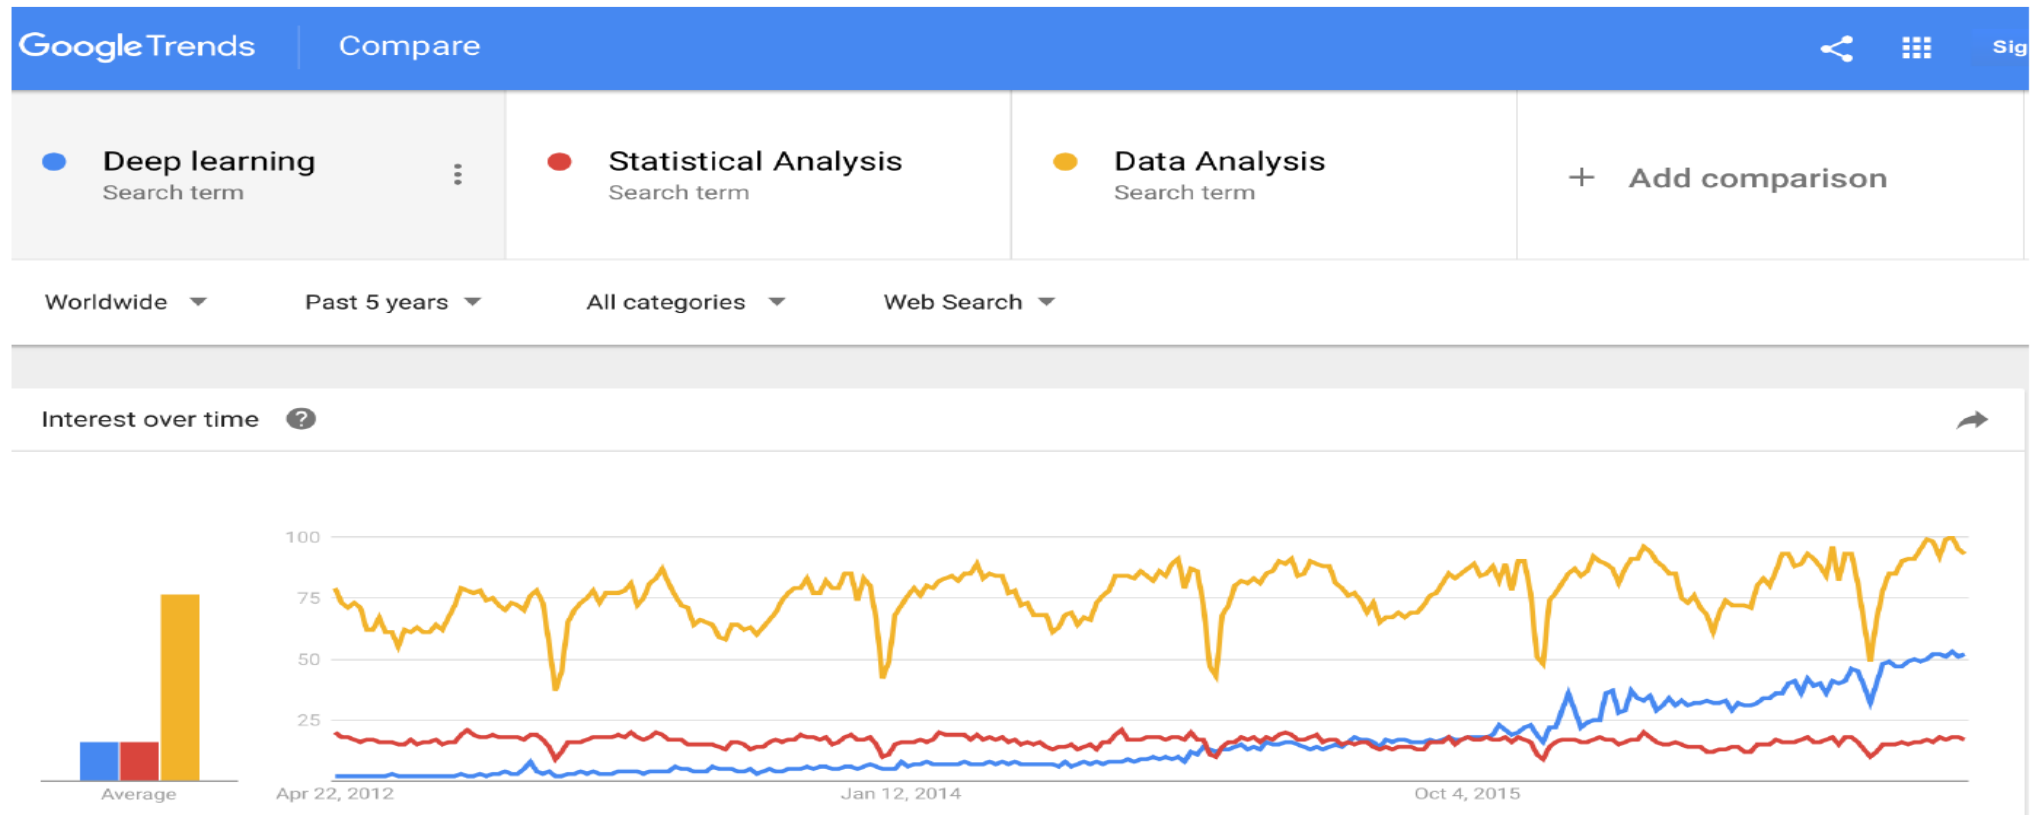 Google Trends Compare Sig
Deep learning
Search term
Statistical Analysis
Search term
Data Analysis
Search term
+ Add comparison
Worldwide Past 5 years All categories Web Search
Interest over time ?
100
75
50
25
Average Apr 22, 2012 Jan 12, 2014 Oct 4, 2015